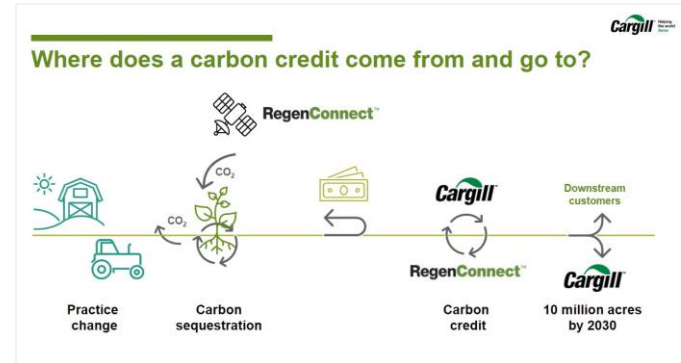 Cargill Helping the world thrive
Where does a carbon credit come from and go to?
RegenConnect™
CO₂
CO₂
Cargill
Downstream
customers
RegenConnect™
Cargill
Practice
change
Carbon
sequestration
Carbon
credit
10 million acres
by 2030